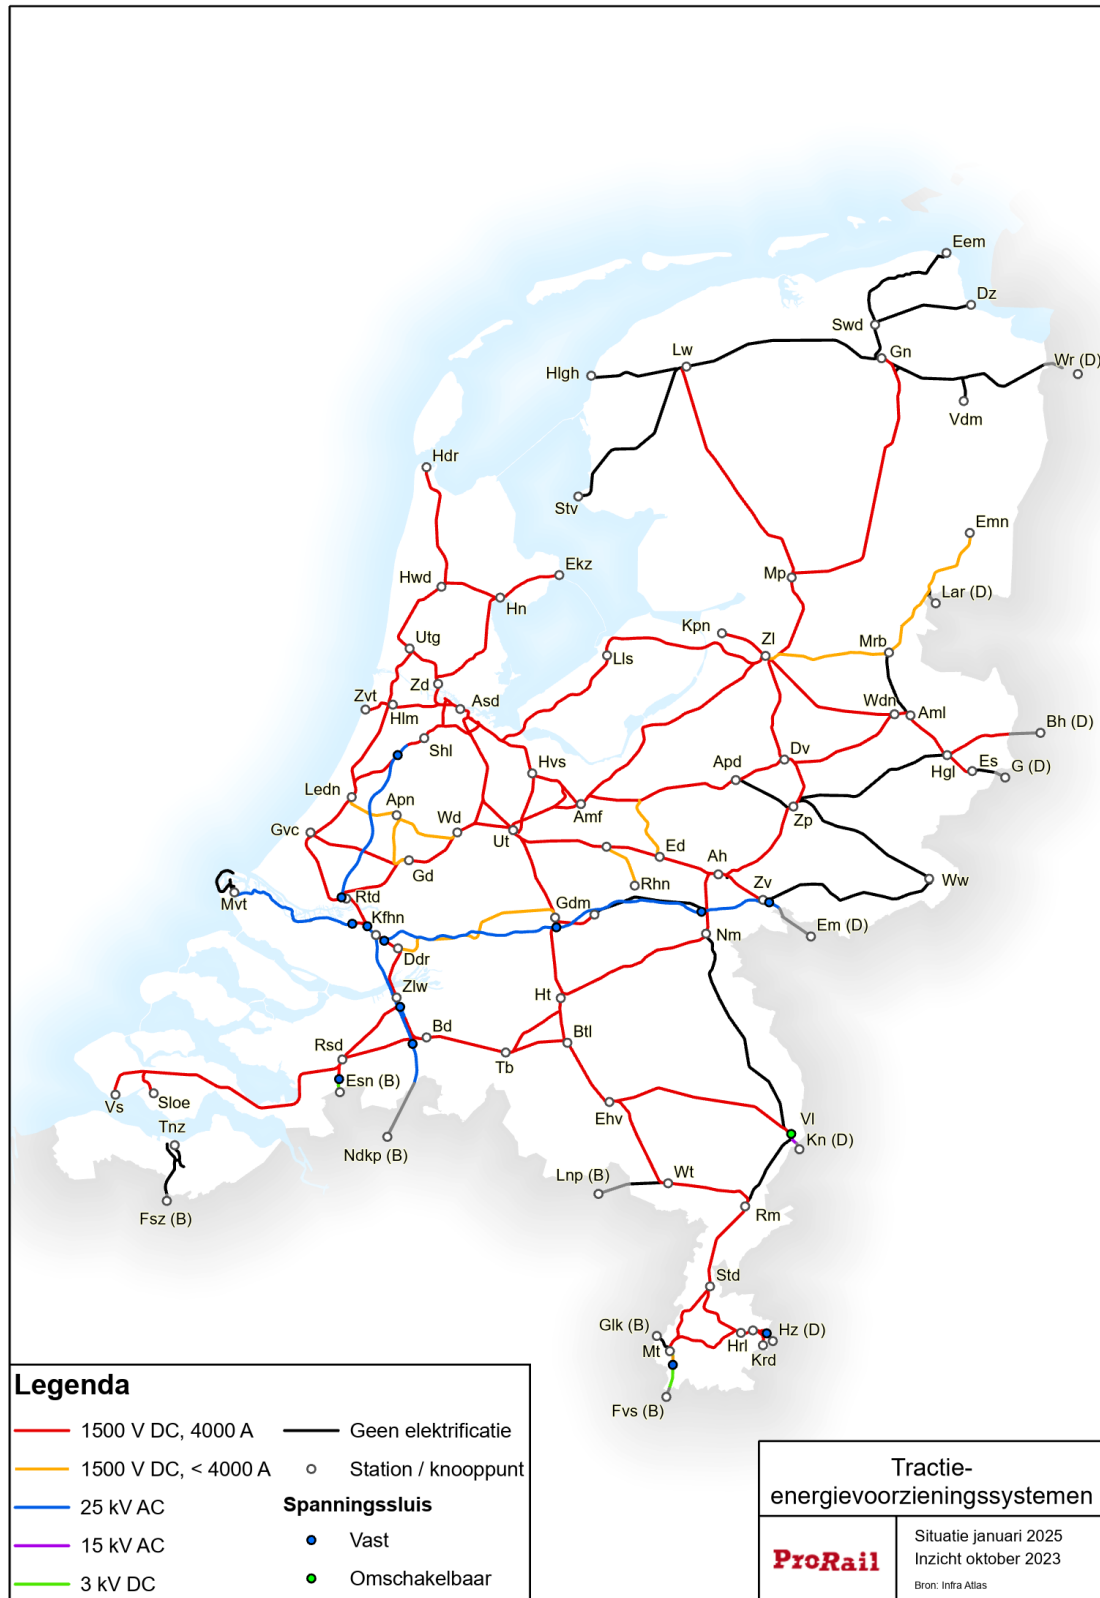 Eem
Dz
Swd
Gn
Lw
Wr (D)
Hlgh
Vdm
Hdr
Stv
Emn
Ekz
Hwd
Mp
Hn
Lar (D)
Kpn
Utg
Zl
Mrb
Lls
Zd
Zvt
Asd
Wdn
Hlm
Aml
Bh (D)
Shl
Dv
Hvs
Apd
Es
G (D)
Hgl
Ledn
Apn
Amf
Zp
Gvc
Wd
Ut
Ed
Ah
Gd
Rhn
Zv
Ww
Mvt
Rtd
Gdm
Kfhn
Em (D)
Nm
Ddr
Zlw
Ht
Bd
Btl
Rsd
Tb
Esn (B)
Vs
Sloe
Ehv
Tnz
Vl
Kn (D)
Ndkp (B)
Lnp (B)
Wt
Fsz (B)
Rm
Std
Glk (B)
Hz (D)
Mt
Hrl
Krd
Fvs (B)
Legenda
1500 V DC, 4000 A
1500 V DC, < 4000 A
25 kV AC
15 kV AC
3 kV DC
Geen elektrificatie
Station / knooppunt
Spanningssluis
Vast
Omschakelbaar
Tractie-
energievoorzieningssystemen
ProRail
Situatie januari 2025
Inzicht oktober 2023
Bron: Infra Atlas